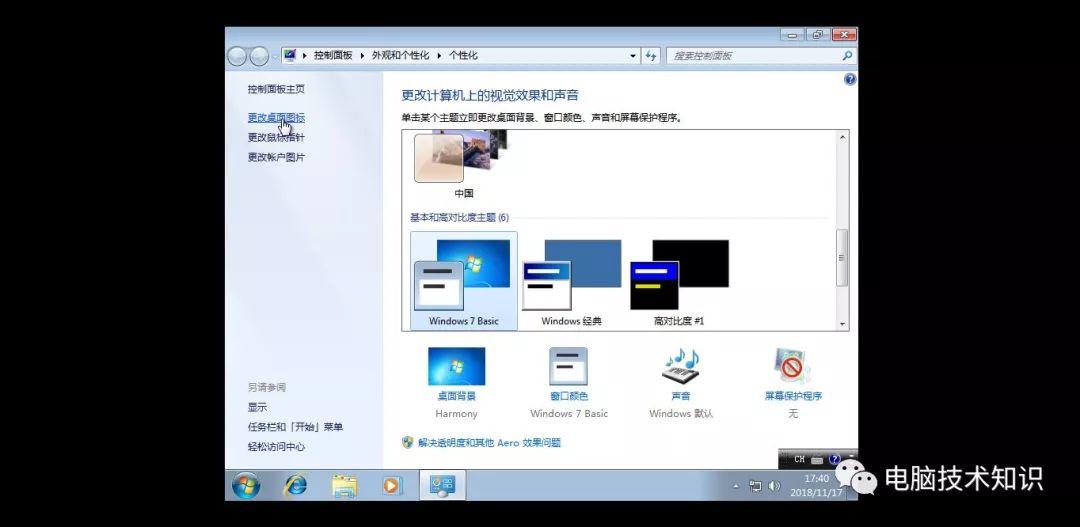 控制面板 外观和个性化 个性化
搜索控制面板
控制面板主页
更改桌面图标
更改鼠标指针
更改帐户图片
更改计算机上的视觉效果和声音
单击某个主题立即更改桌面背景、窗口颜色、声音和屏幕保护程序。
中国
基本和高对比度主题 (6)
Windows 7 Basic
Windows 经典
高对比度 #1
桌面背景
Harmony
窗口颜色
Windows 7 Basic
声音
Windows 默认
屏幕保护程序
无
另请参阅
显示
任务栏和「开始」菜单
轻松访问中心
解决透明度和其他 Aero 效果问题
CH
17:40
2018/11/17
电脑技术知识